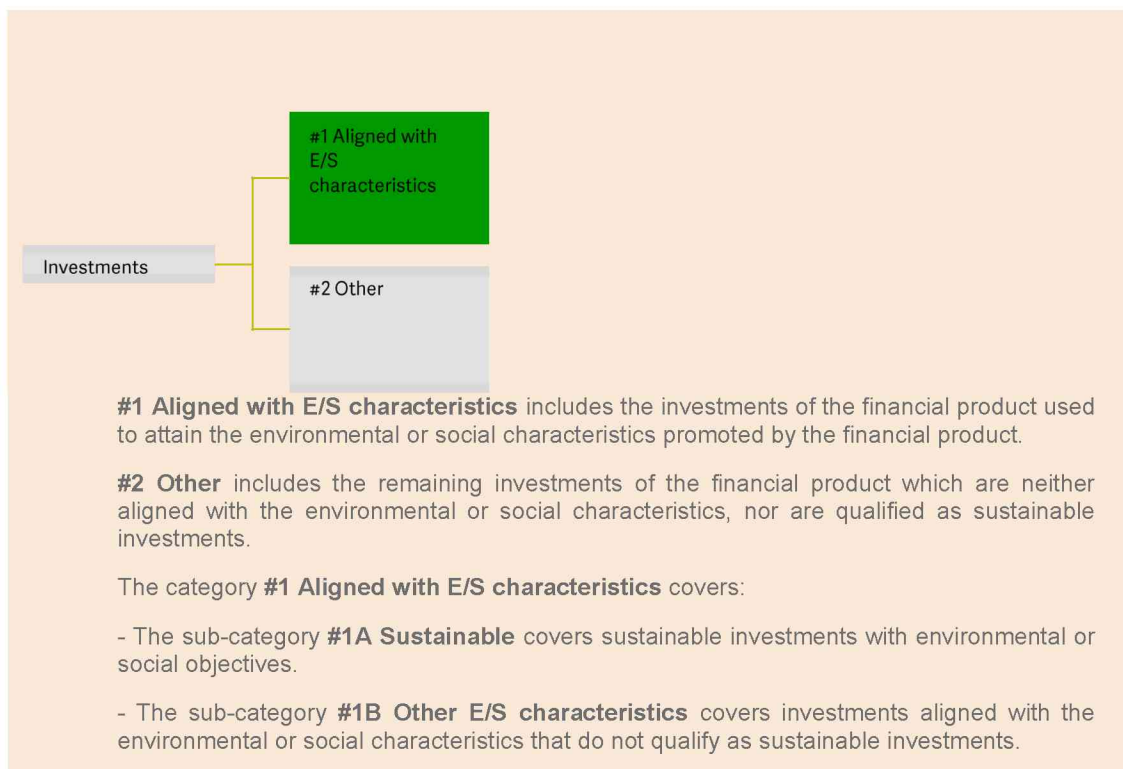 #1 Aligned with
E/S
characteristics
Investments
#2 Other
#1 Aligned with E/S characteristics includes the investments of the financial product used
to attain the environmental or social characteristics promoted by the financial product.
#2 Other includes the remaining investments of the financial product which are neither
aligned with the environmental or social characteristics, nor are qualified as sustainable
investments.
The category #1 Aligned with E/S characteristics covers:
- The sub-category #1A Sustainable covers sustainable investments with environmental or
social objectives.
- The sub-category #1B Other E/S characteristics covers investments aligned with the
environmental or social characteristics that do not qualify as sustainable investments.